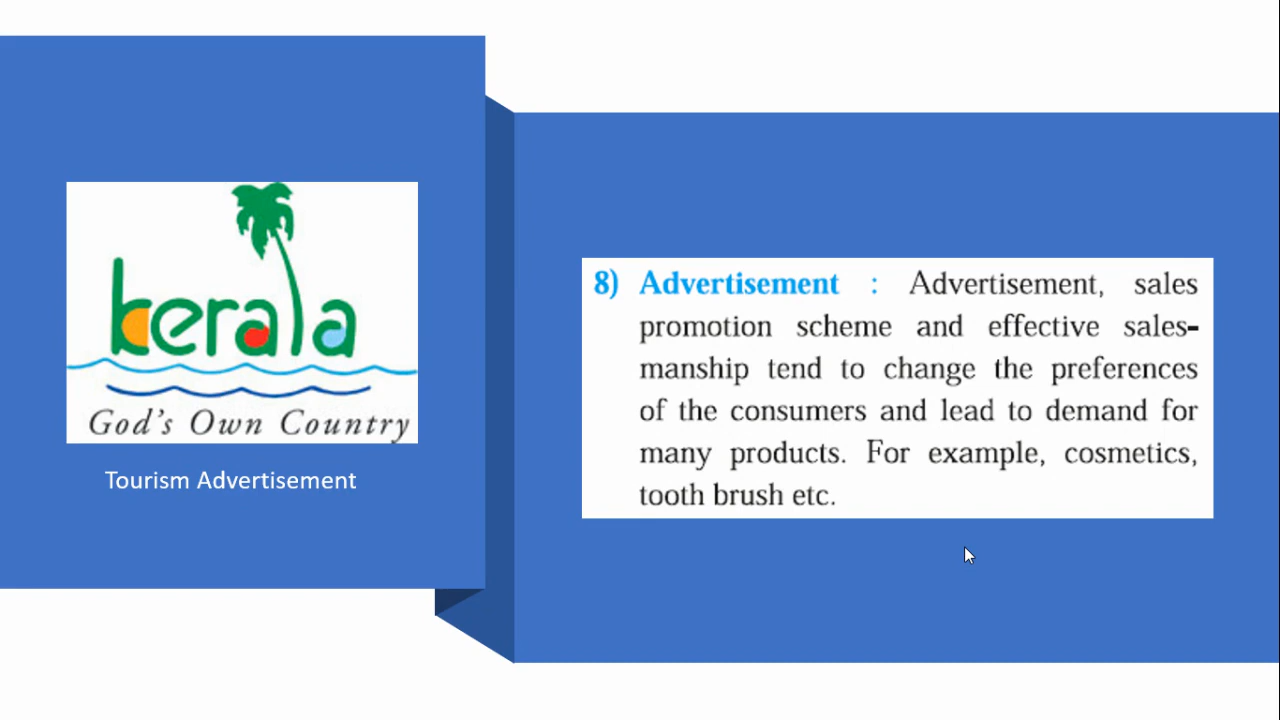 kerala
God's Own Country
Tourism Advertisement
8) Advertisement : Advertisement, sales
promotion scheme and effective sales-
manship tend to change the preferences
of the consumers and lead to demand for
many products. For example, cosmetics,
tooth brush etc.